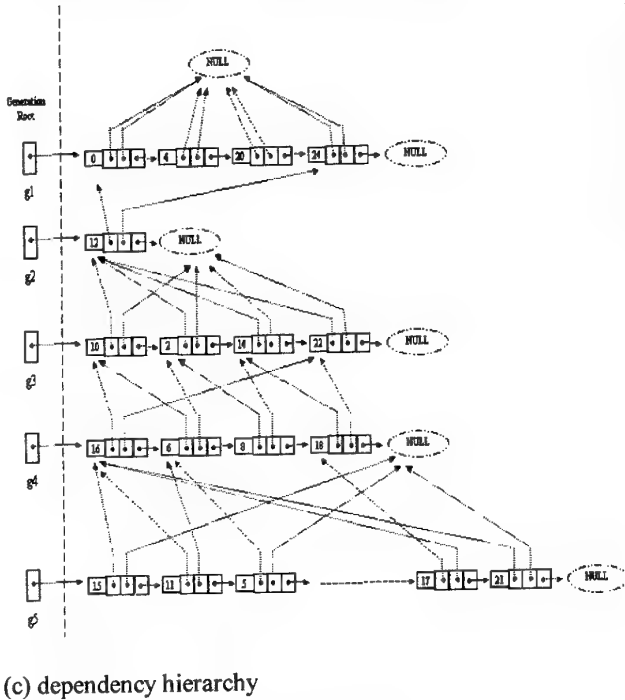 NULL
Generation
Root
0 4 20 24 NULL
g1
12 NULL
g2
10 2 14 22 NULL
g3
16 6 8 18 NULL
g4
15 11 5 17 21 NULL
g5
(c) dependency hierarchy